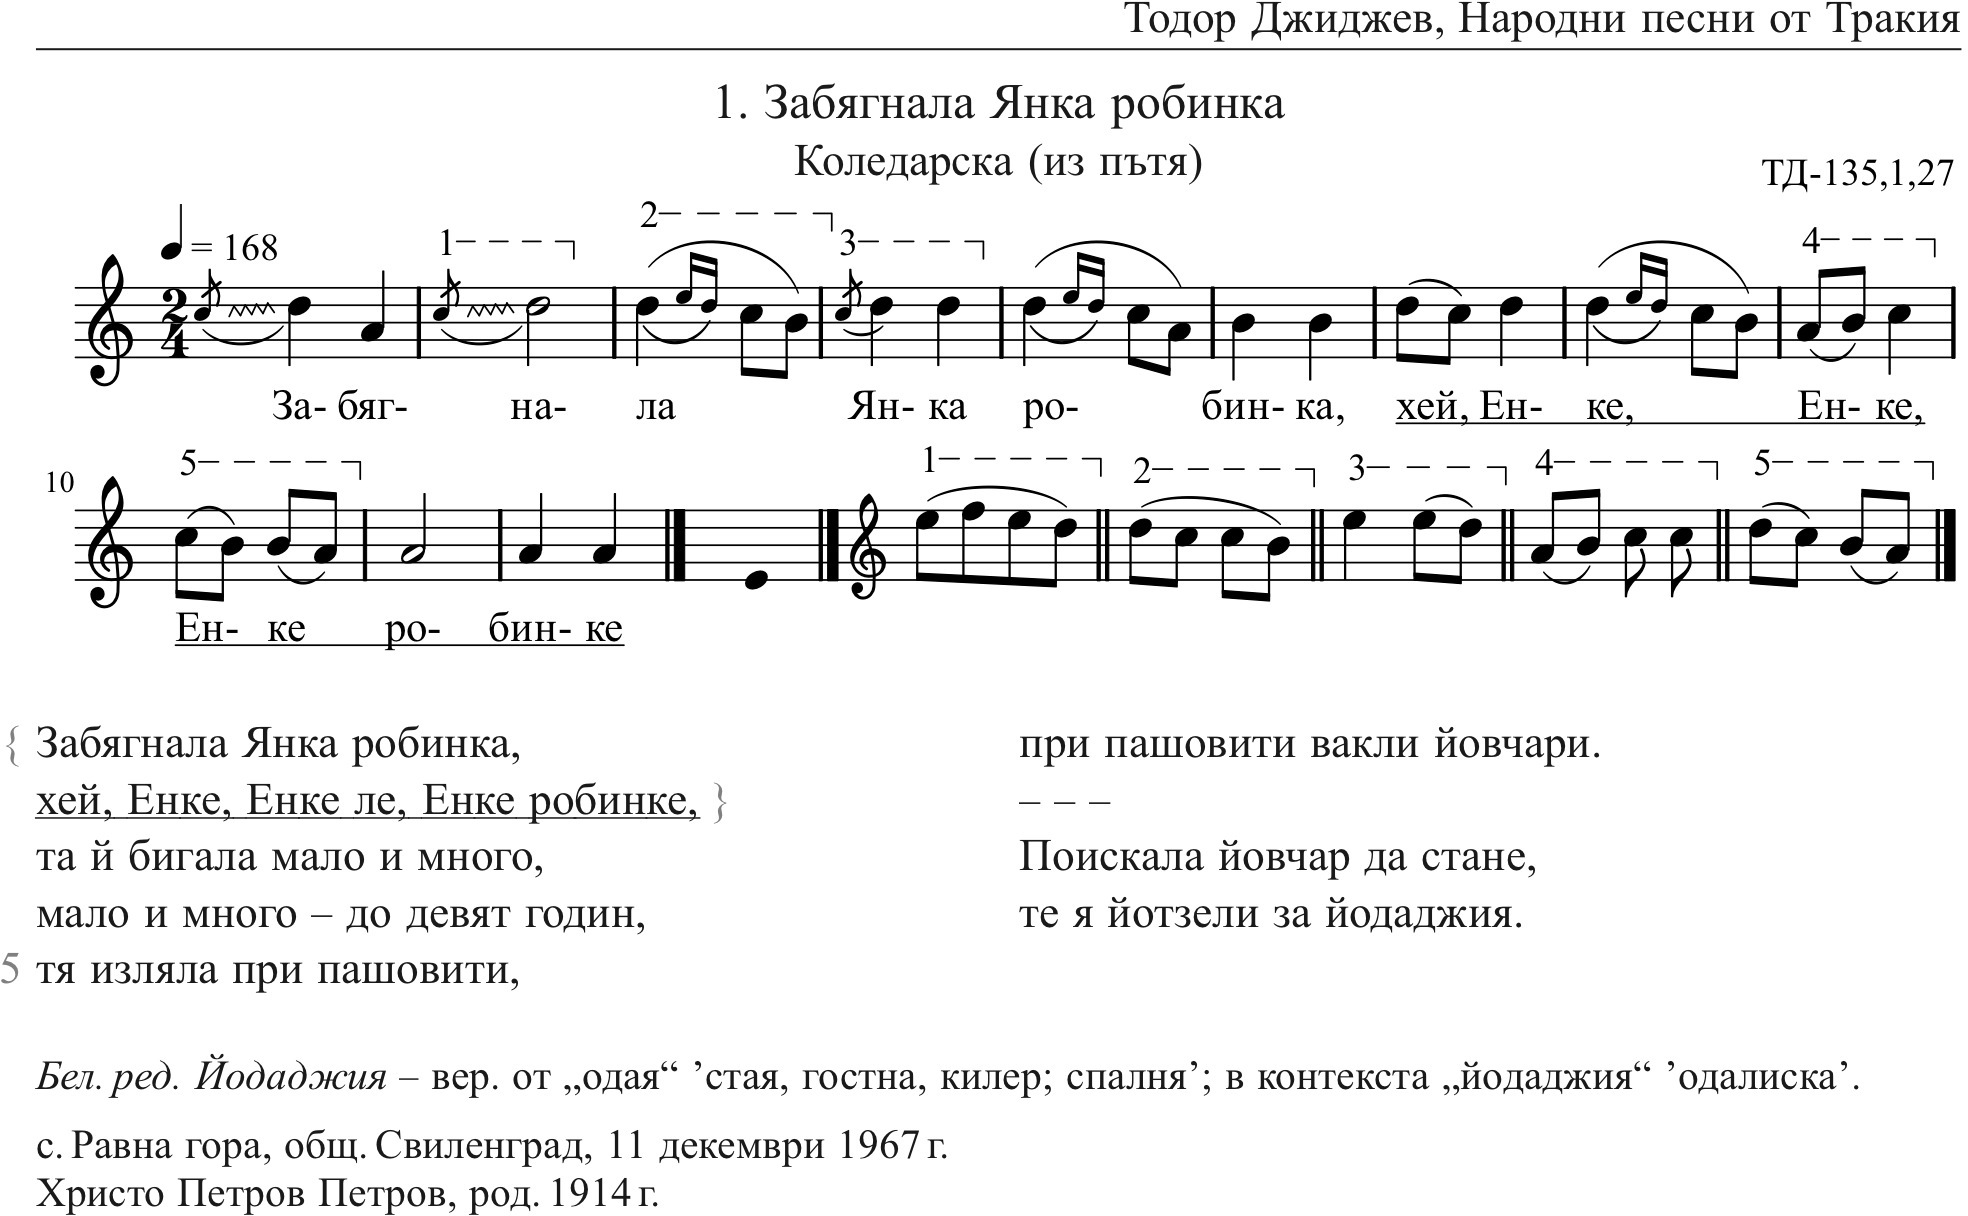 Тодор Джиджев, Народни песни от Тракия
1. Забягнала Янка робинка
Коледарска (из пътя)
ТД-135,1,27
= 168
1 2 3 4
2/4
За- бяг- на- ла Ян- ка ро- бин- ка, хей, Ен- ке, Ен- ке,
10
5 1 2 3 4 5
Ен- ке ро- бин- ке
{ Забягнала Янка робинка,
хей, Енке, Енке ле, Енке робинке, }
та й бигала мало и много,
мало и много – до девят годин,
5 тя изляла при пашовити,
при пашовити вакли йовчари.
– – –
Поискала йовчар да стане,
те я йотзели за йодаджия.
Бел. ред. Йодаджия – вер. от „одая“ ’стая, гостна, килер; спалня’; в контекста „йодаджия“ ’одалиска’.
с. Равна гора, общ. Свиленград, 11 декември 1967 г.
Христо Петров Петров, род. 1914 г.